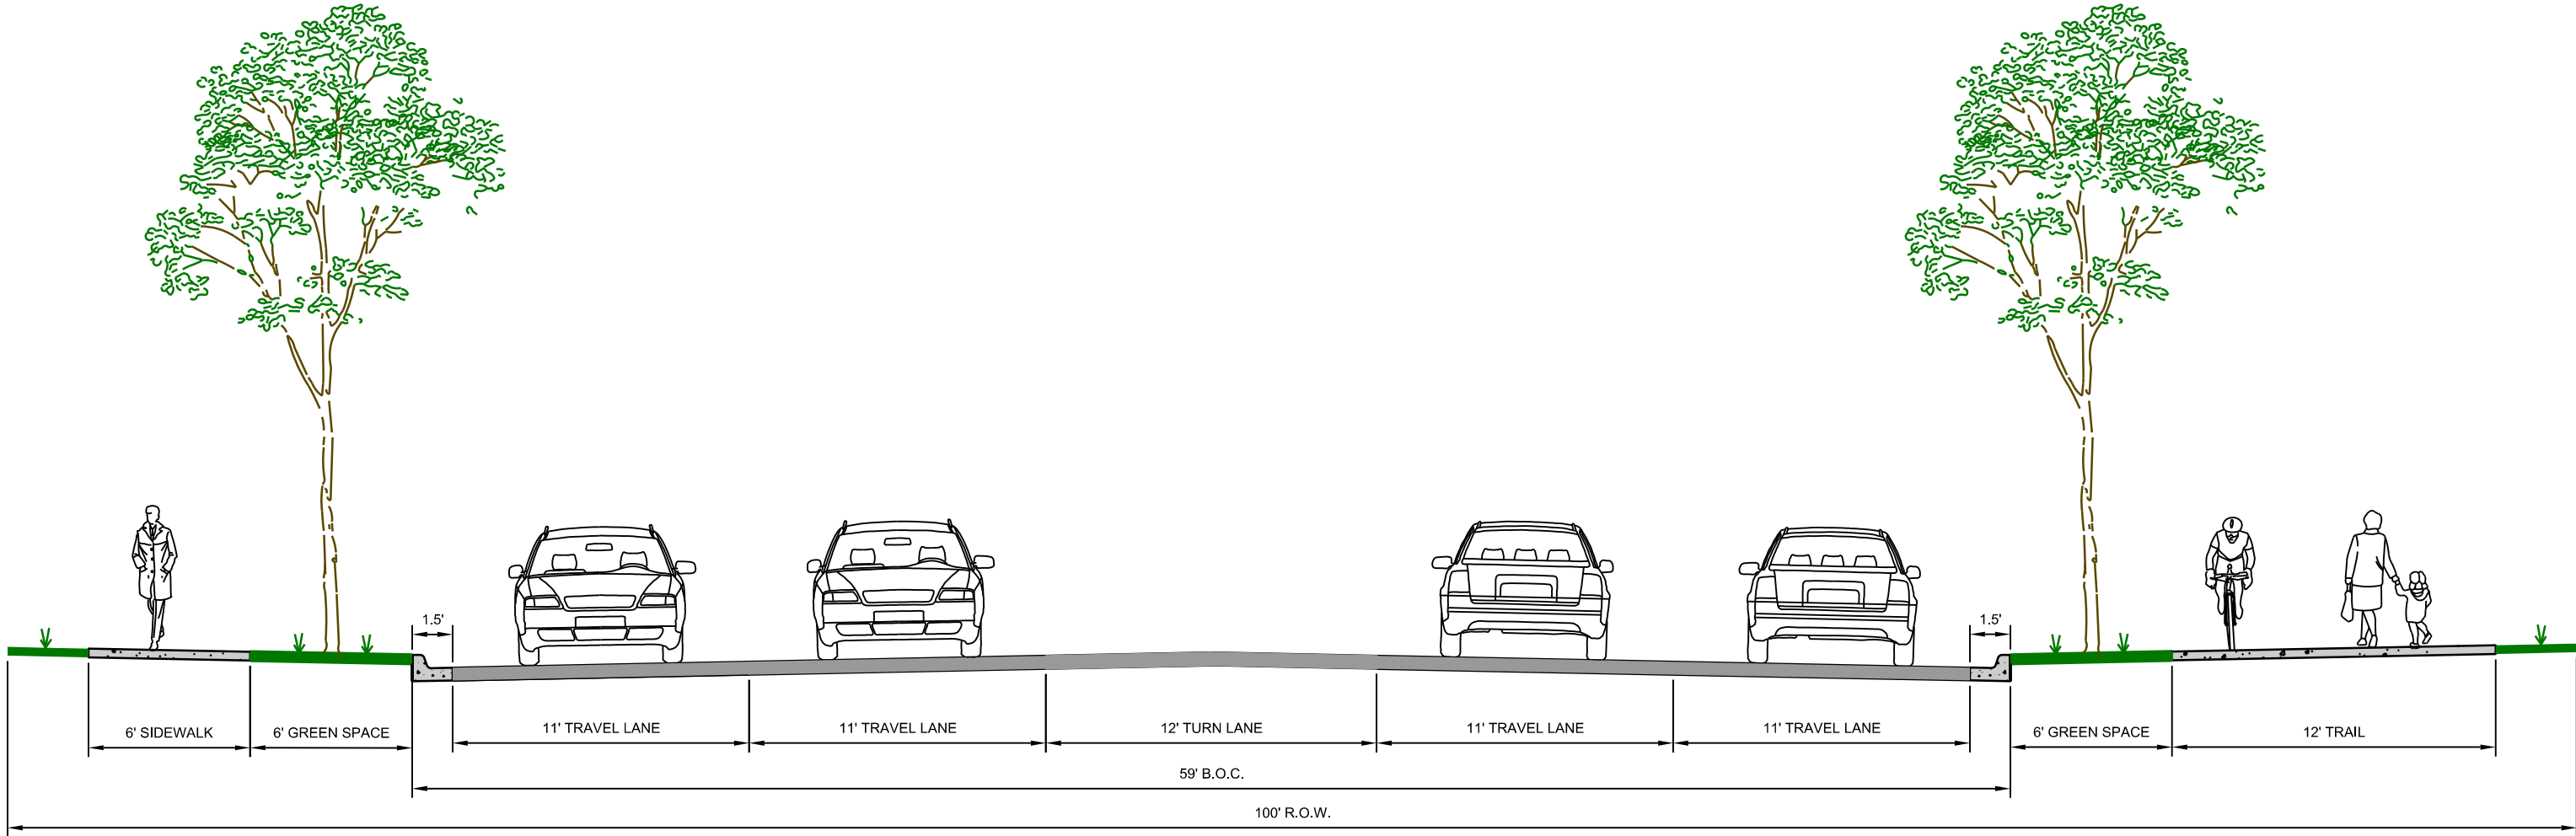 1.5'
1.5'
6' SIDEWALK
6' GREEN SPACE
11' TRAVEL LANE
11' TRAVEL LANE
12' TURN LANE
11' TRAVEL LANE
11' TRAVEL LANE
6' GREEN SPACE
12' TRAIL
59' B.O.C.
100' R.O.W.